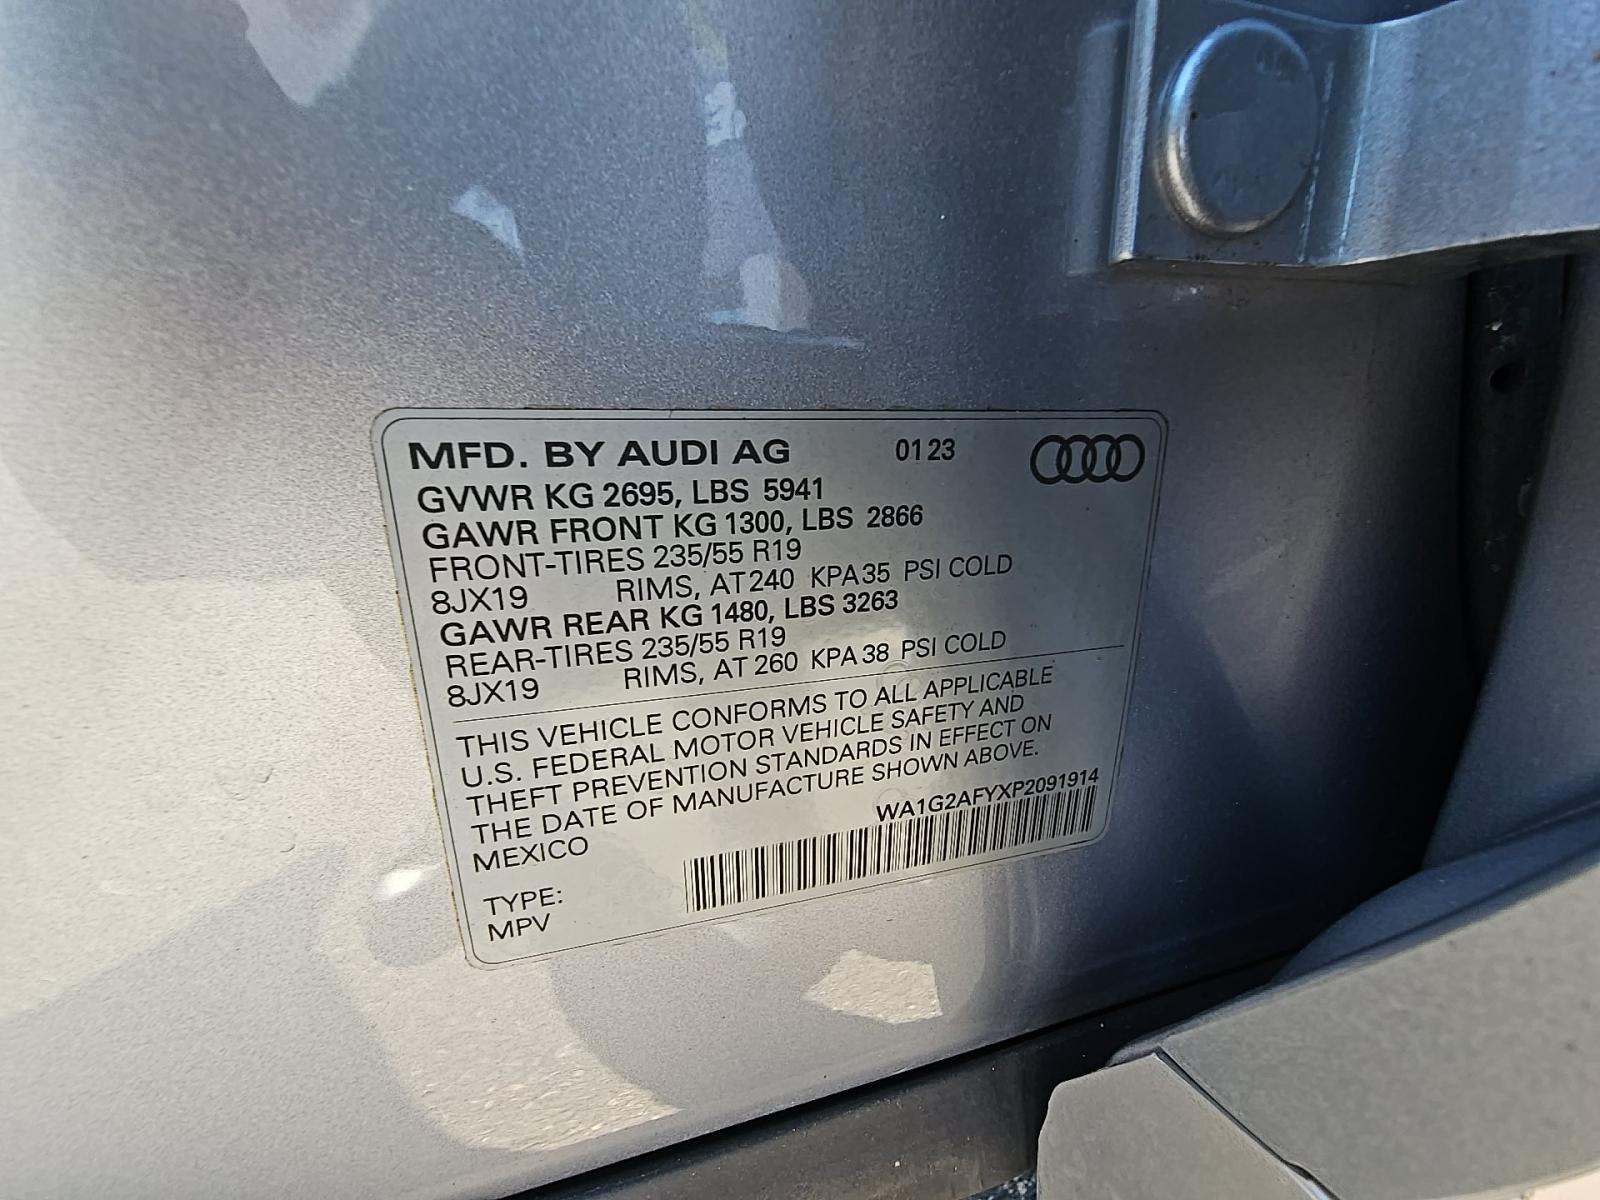 MFD. BY AUDI AG 01 23
GVWR KG 2695, LBS 5941
GAWR FRONT KG 1300, LBS 2866
FRONT-TIRES 235/55 R19
8JX19 RIMS, AT 240 KPA 35 PSI COLD
GAWR REAR KG 1480, LBS 3263
REAR-TIRES 235/55 R19
8JX19 RIMS, AT 260 KPA 38 PSI COLD
THIS VEHICLE CONFORMS TO ALL APPLICABLE
U.S. FEDERAL MOTOR VEHICLE SAFETY AND
THEFT PREVENTION STANDARDS IN EFFECT ON
THE DATE OF MANUFACTURE SHOWN ABOVE.
MEXICO WA1G2AFYXP2091914
TYPE:
MPV